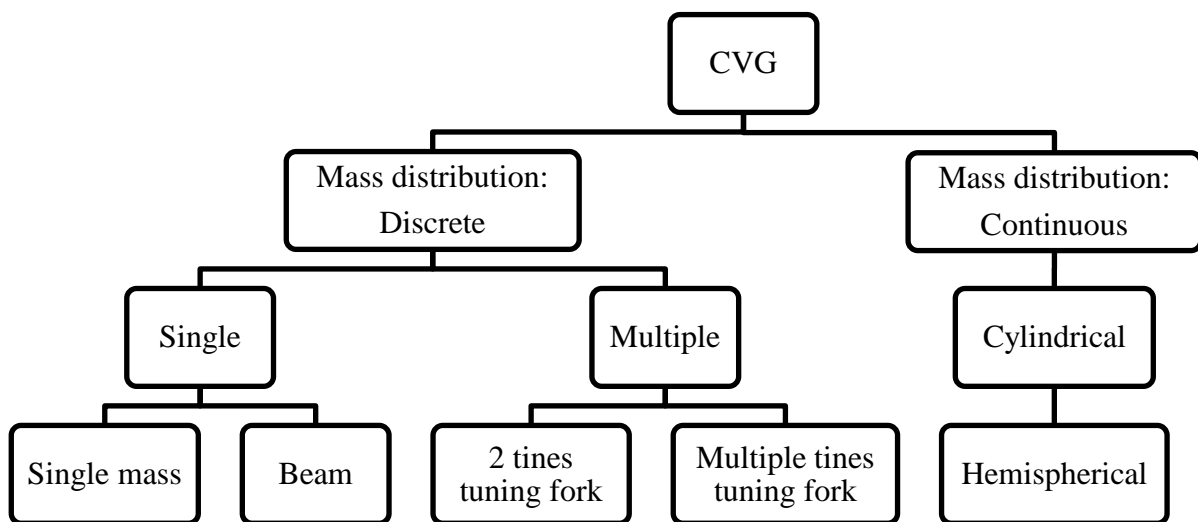 CVG
Mass distribution:
Discrete
Mass distribution:
Continuous
Single
Multiple
Cylindrical
Single mass
Beam
2 tines
tuning fork
Multiple tines
tuning fork
Hemispherical